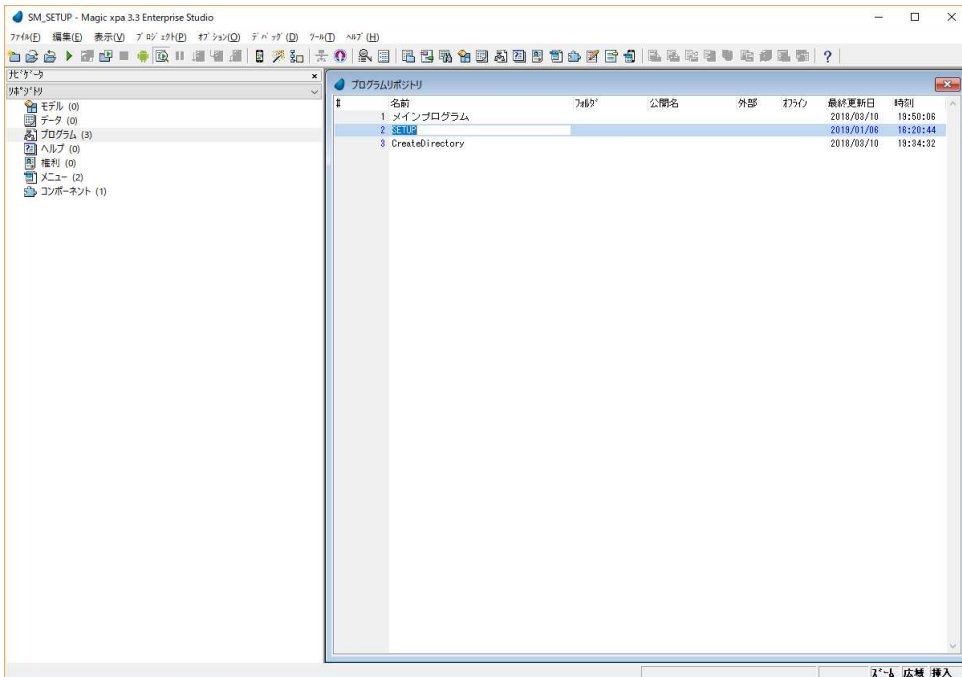 SM_SETUP - Magic xpa 3.3 Enterprise Studio
ファイル(F) 編集(E) 表示(V) プロジェクト(P) オプション(O) デバッグ(D) ツール(T) ヘルプ(H)
ナビゲータ
リポジトリ
モデル (0)
データ (0)
プログラム (3)
ヘルプ (0)
権利 (0)
メニュー (2)
コンポーネント (1)
プログラムリポジトリ
# 名前 フォルダ 公開名 外部 オフライン 最終更新日 時刻
1 メインプログラム 2018/03/10 19:50:06
2 SETUP 2019/01/06 16:20:44
3 CreateDirectory 2018/03/10 19:34:32
ズーム 広域 挿入